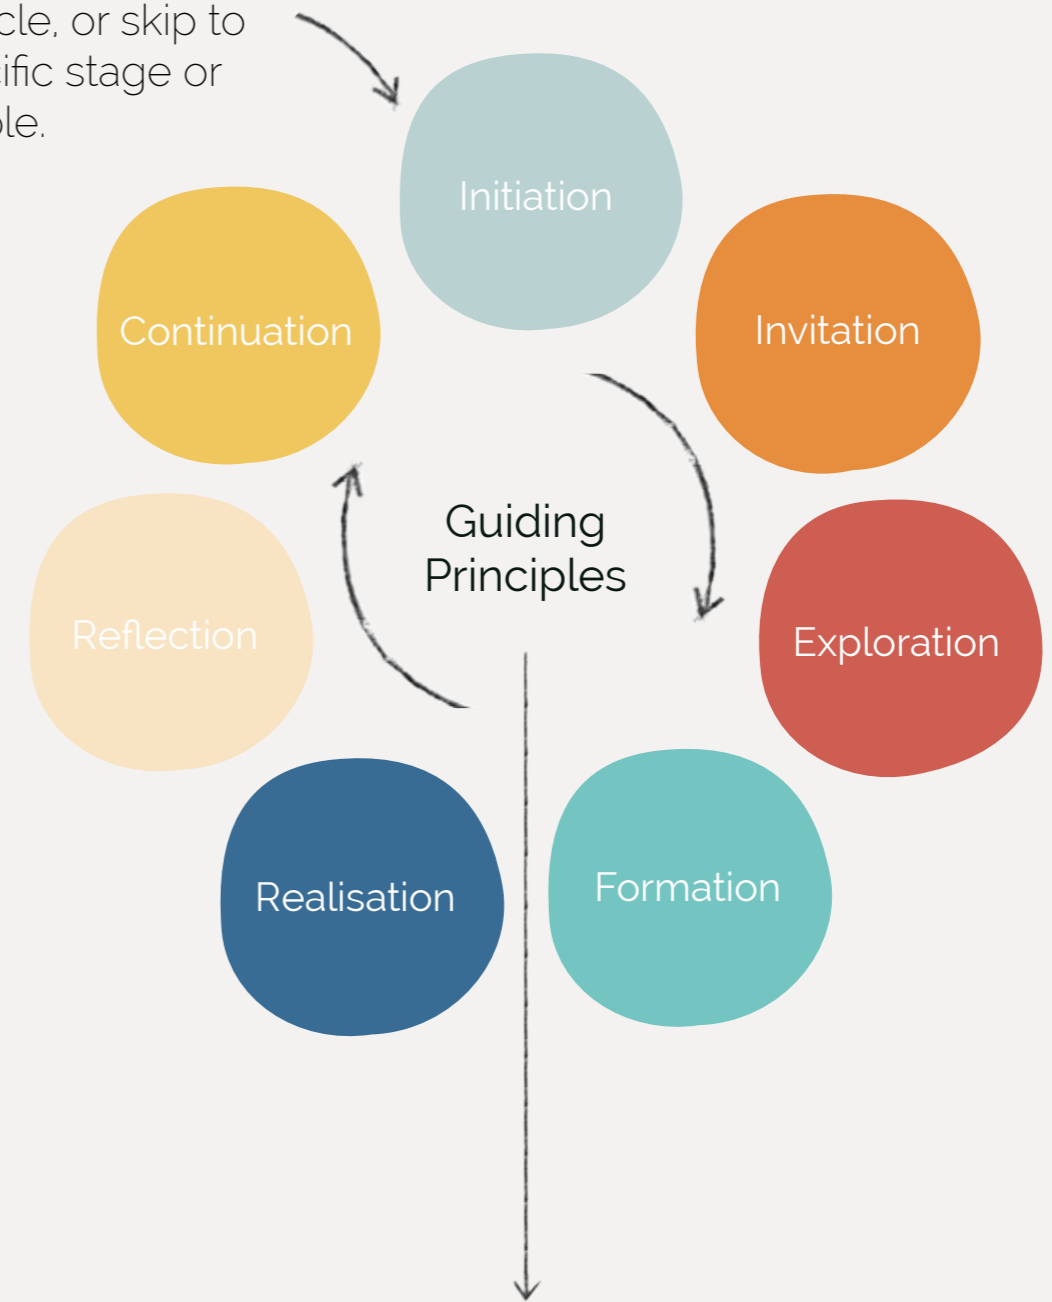 cle, or skip to
ific stage or
le.
Initiation
Invitation
Continuation
Guiding
Principles
Exploration
Reflection
Formation
Realisation